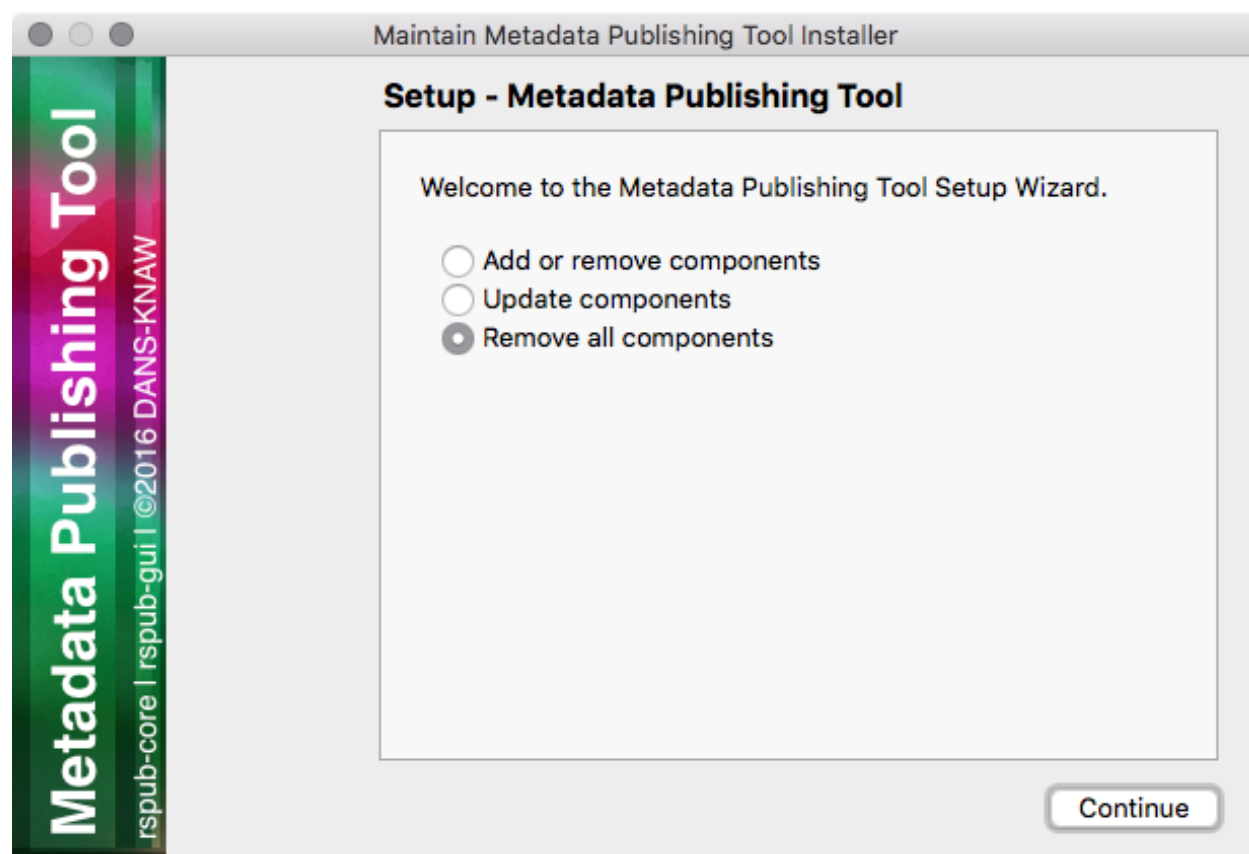 Maintain Metadata Publishing Tool Installer
Metadata Publishing Tool
rspub-core | rspub-gui | ©2016 DANS-KNAW
Setup - Metadata Publishing Tool
Welcome to the Metadata Publishing Tool Setup Wizard.
Add or remove components
Update components
Remove all components
Continue